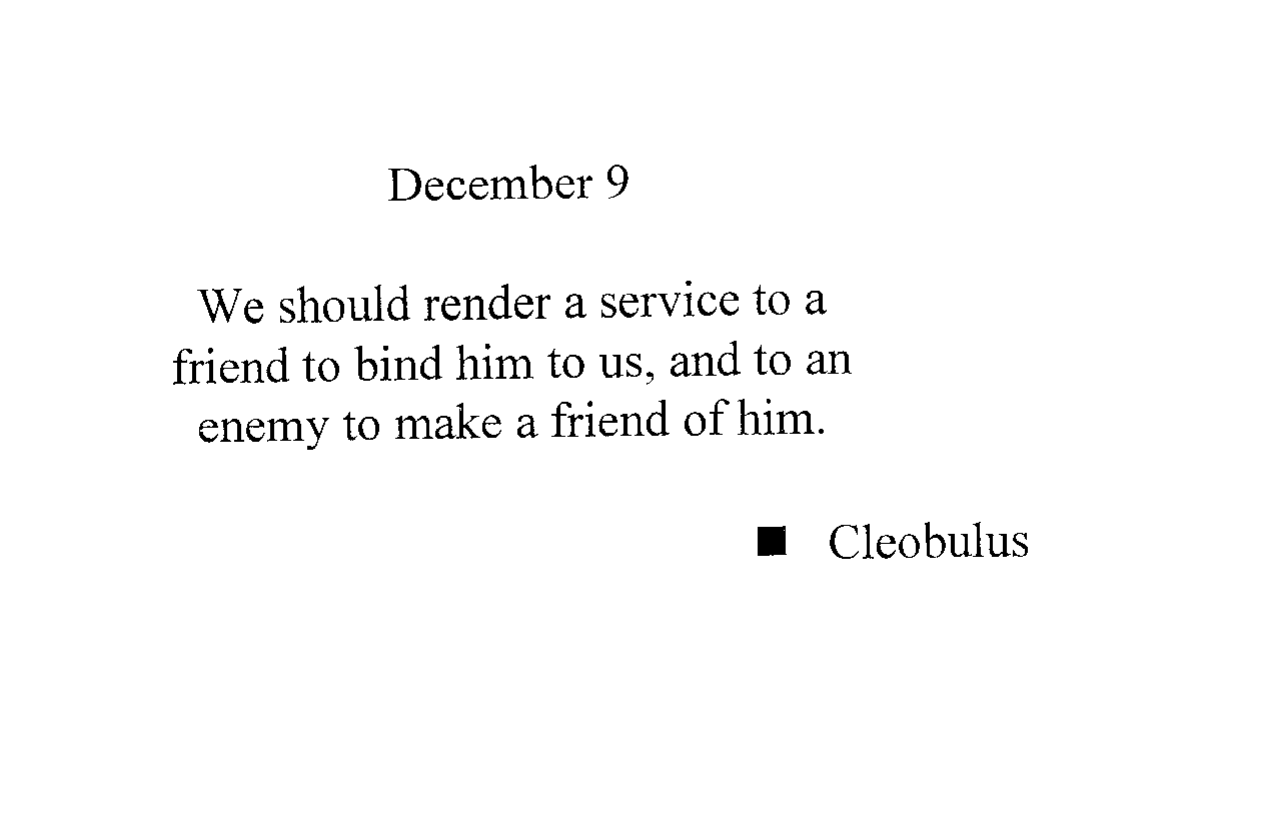 December 9
We should render a service to a
friend to bind him to us, and to an
enemy to make a friend of him.
■ Cleobulus